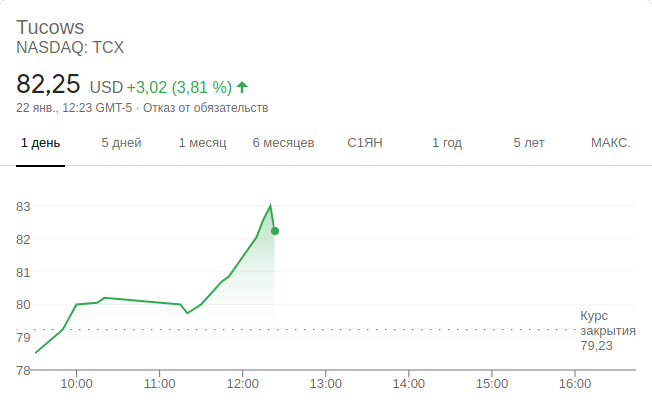 Tucows
NASDAQ: TCX
82,25 USD +3,02 (3,81 %)
22 янв., 12:23 GMT-5 · Отказ от обязательств
1 день 5 дней 1 месяц 6 месяцев С1ЯН 1 год 5 лет МАКС.
83
82
81
80
79
78
Курс
закрытия
79,23
10:00 11:00 12:00 13:00 14:00 15:00 16:00